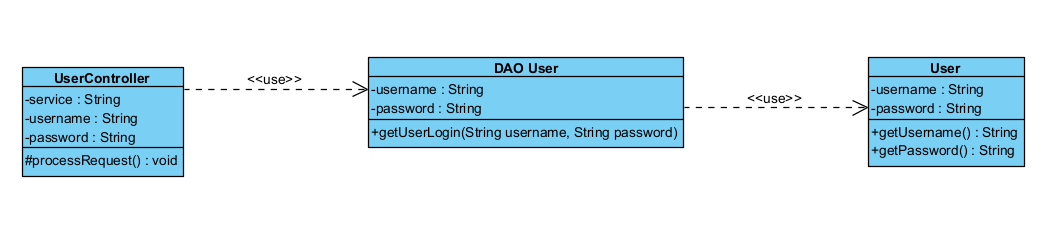 UserController
-service : String
-username : String
-password : String
#processRequest() : void
<<use>>
DAO User
-username : String
-password : String
+getUserLogin(String username, String password)
<<use>>
User
-username : String
-password : String
+getUsername() : String
+getPassword() : String